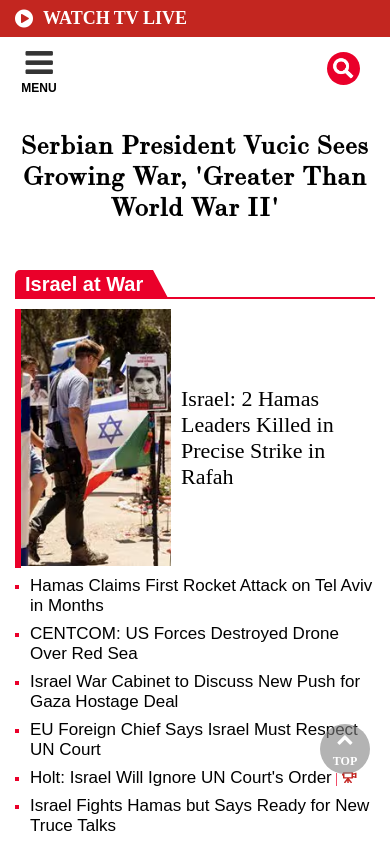 WATCH TV LIVE
MENU
Serbian President Vucic Sees
Growing War, 'Greater Than
World War II'
Israel at War
Israel: 2 Hamas
Leaders Killed in
Precise Strike in
Rafah
Hamas Claims First Rocket Attack on Tel Aviv
in Months
CENTCOM: US Forces Destroyed Drone
Over Red Sea
Israel War Cabinet to Discuss New Push for
Gaza Hostage Deal
EU Foreign Chief Says Israel Must Respect
UN Court
Holt: Israel Will Ignore UN Court's Order |
TOP
Israel Fights Hamas but Says Ready for New
Truce Talks